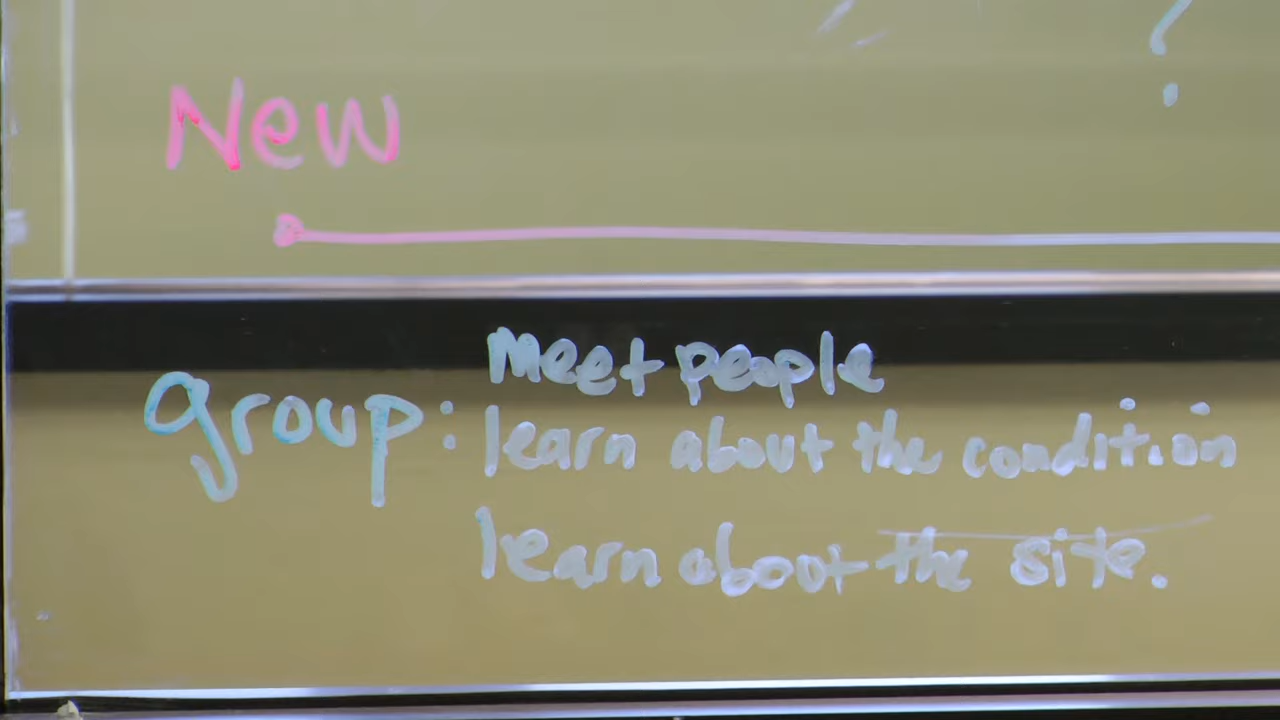 ?
New
group:
Meet people
learn about the condition
learn about the site.